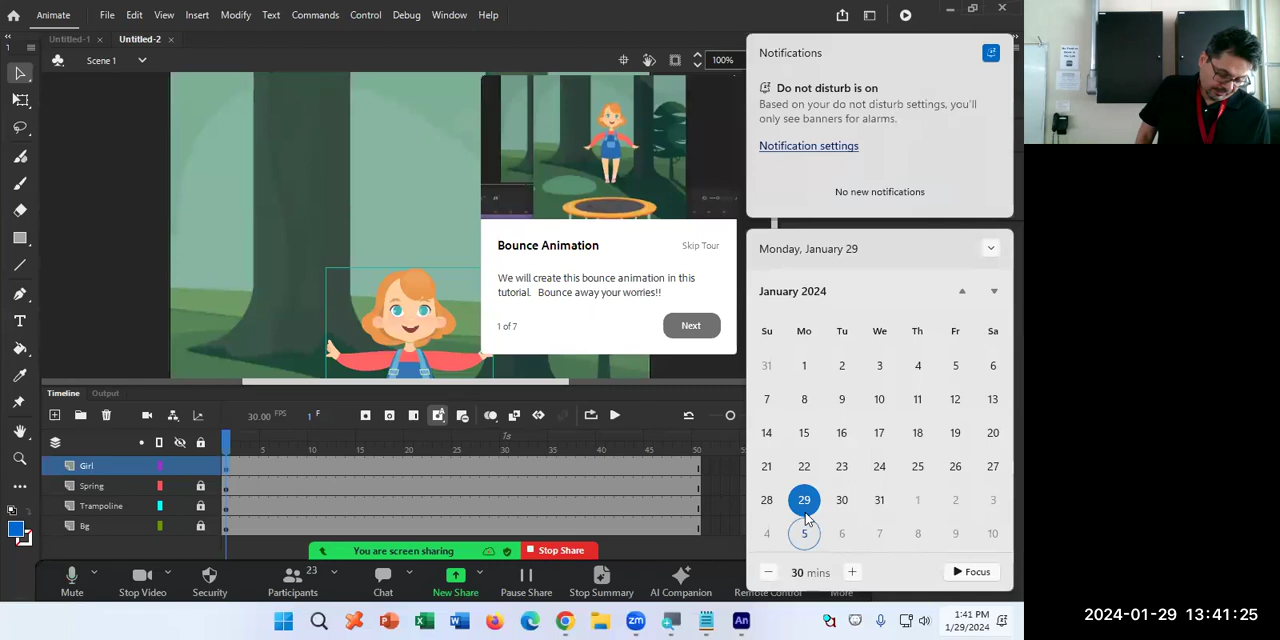 Animate File Edit View Insert Modify Text Commands Control Debug Window Help
Untitled-1 × Untitled-2 ×
Scene 1 100%
Bounce Animation Skip Tour
We will create this bounce animation in this
tutorial. Bounce away your worries!!
1 of 7 Next
Notifications
Do not disturb is on
Based on your do not disturb settings, you'll
only see banners for alarms.
Notification settings
No new notifications
Monday, January 29
January 2024
Su Mo Tu We Th Fr Sa
31 1 2 3 4 5 6
7 8 9 10 11 12 13
14 15 16 17 18 19 20
21 22 23 24 25 26 27
28 29 30 31 1 2 3
4 5 6 7 8 9 10
30 mins Focus
Timeline Output
30.00 FPS 1 F
1s
5 10 15 20 25 30 35 40 45 50
Girl
Spring
Trampoline
Bg
You are screen sharing Stop Share
23
Mute Stop Video Security Participants Chat New Share Pause Share Stop Summary AI Companion Remote Control More
1:41 PM
1/29/2024
2024-01-29 13:41:25